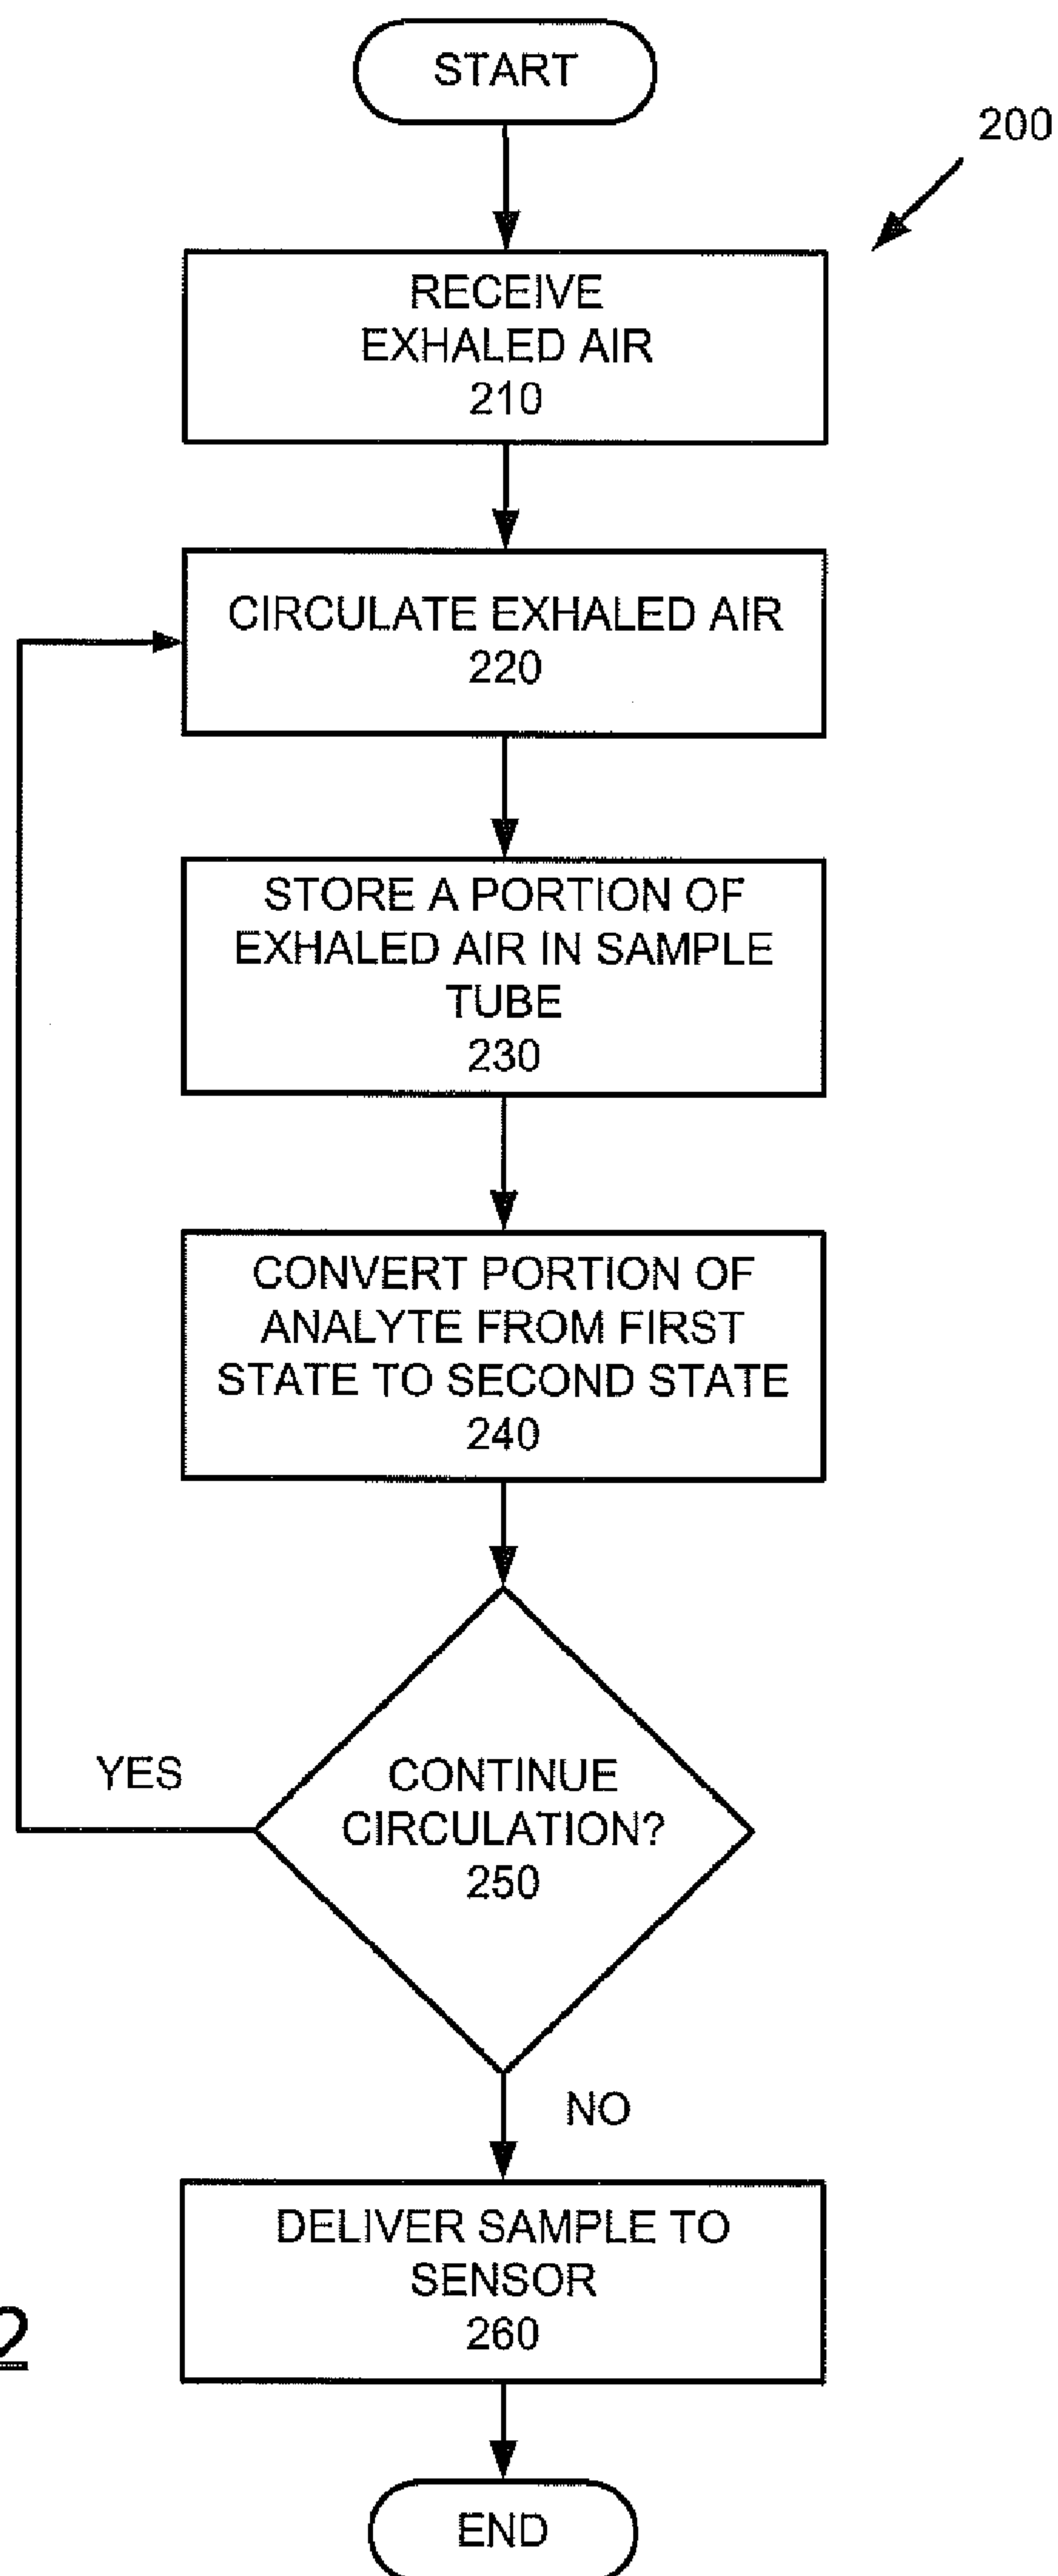 START
200
RECEIVE
EXHALED AIR
210
CIRCULATE EXHALED AIR
220
STORE A PORTION OF
EXHALED AIR IN SAMPLE
TUBE
230
CONVERT PORTION OF
ANALYTE FROM FIRST
STATE TO SECOND STATE
240
YES
CONTINUE
CIRCULATION?
250
NO
DELIVER SAMPLE TO
SENSOR
260
2
END